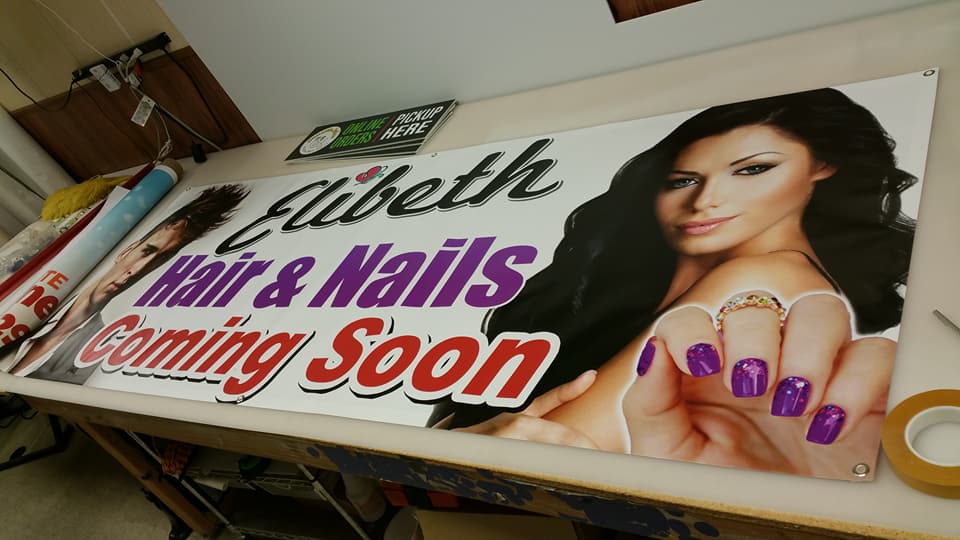 ONLINE ORDERS PICKUP HERE
Elibeth
Hair & Nails
Coming Soon